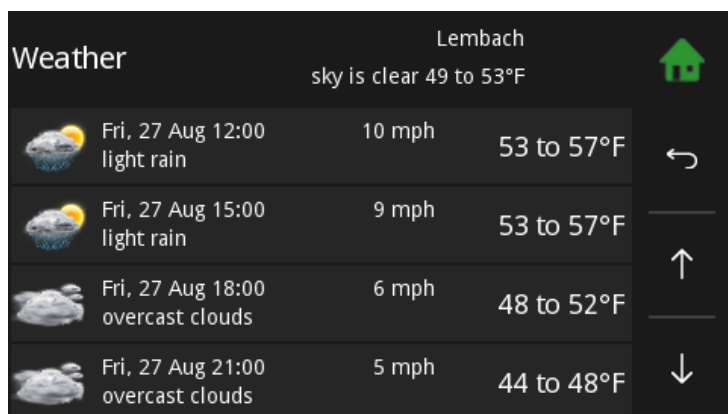 Weather
Lembach
sky is clear 49 to 53°F
Fri, 27 Aug 12:00
light rain
10 mph
53 to 57°F
Fri, 27 Aug 15:00
light rain
9 mph
53 to 57°F
Fri, 27 Aug 18:00
overcast clouds
6 mph
48 to 52°F
Fri, 27 Aug 21:00
overcast clouds
5 mph
44 to 48°F